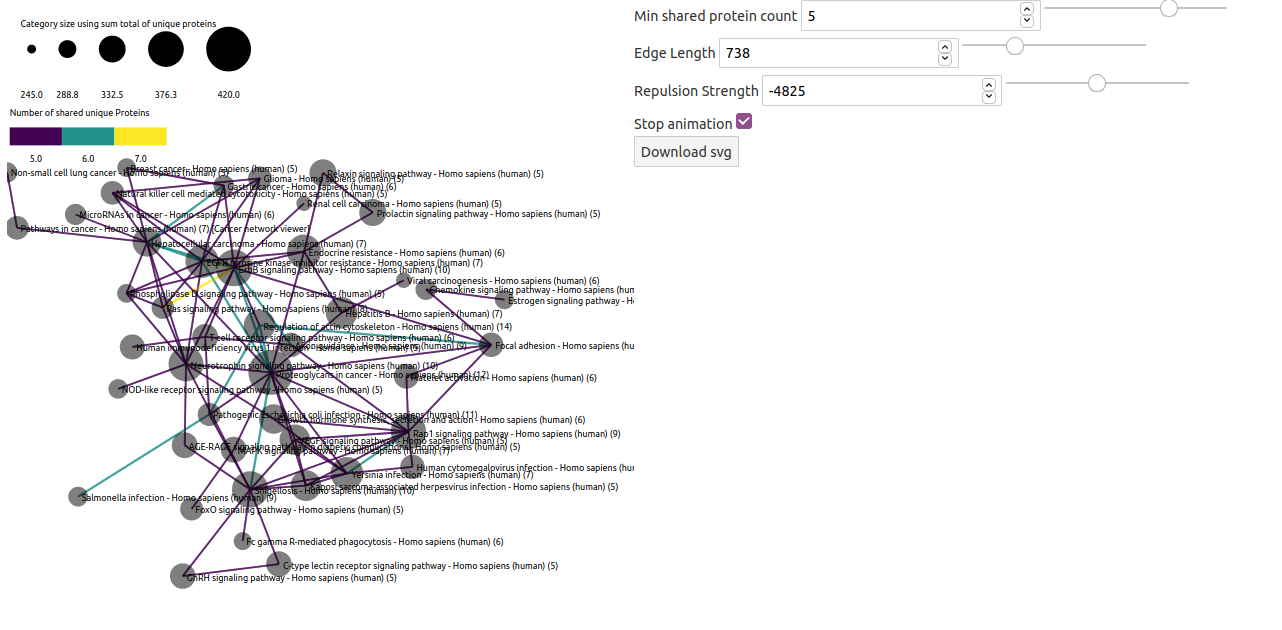 Category size using sum total of unique proteins
245.0 288.8 332.5 376.3 420.0
Number of shared unique Proteins
5.0 6.0 7.0
Min shared protein count 5
Edge Length 738
Repulsion Strength -4825
Stop animation
Download svg
Breast cancer - Homo sapiens (human) (5)
Non-small cell lung cancer - Homo sapiens (human) (5)
Relaxin signaling pathway - Homo sapiens (human) (5)
Glioma - Homo sapiens (human) (5)
Gastric cancer - Homo sapiens (human) (6)
Natural killer cell mediated cytotoxicity - Homo sapiens (human) (5)
Renal cell carcinoma - Homo sapiens (human) (5)
MicroRNAs in cancer - Homo sapiens (human) (6)
Prolactin signaling pathway - Homo sapiens (human) (5)
Pathways in cancer - Homo sapiens (human) (7) [Cancer network viewer]
Hepatocellular carcinoma - Homo sapiens (human) (7)
Endocrine resistance - Homo sapiens (human) (6)
EGFR tyrosine kinase inhibitor resistance - Homo sapiens (human) (7)
ErbB signaling pathway - Homo sapiens (human) (10)
Viral carcinogenesis - Homo sapiens (human) (6)
Chemokine signaling pathway - Homo sapiens (hum
Phospholipase D signaling pathway - Homo sapiens (human) (5)
Estrogen signaling pathway - H
Ras signaling pathway - Homo sapiens (human) (8)
Hepatitis B - Homo sapiens (human) (7)
Regulation of actin cytoskeleton - Homo sapiens (human) (14)
T cell receptor signaling pathway - Homo sapiens (human) (6)
Axon guidance - Homo sapiens (human) (9)
Focal adhesion - Homo sapiens (hu
Human immunodeficiency virus 1 infection - Homo sapiens (human) (5)
Neurotrophin signaling pathway - Homo sapiens (human) (10)
Proteoglycans in cancer - Homo sapiens (human) (12)
Platelet activation - Homo sapiens (human) (6)
NOD-like receptor signaling pathway - Homo sapiens (human) (5)
Pathogenic Escherichia coli infection - Homo sapiens (human) (11)
Growth hormone synthesis, secretion and action - Homo sapiens (human) (6)
Rap1 signaling pathway - Homo sapiens (human) (9)
VEGF signaling pathway - Homo sapiens (human) (5)
AGE-RAGE signaling pathway in diabetic complications - Homo sapiens (human) (5)
MAPK signaling pathway - Homo sapiens (human) (7)
Human cytomegalovirus infection - Homo sapiens (hu
Yersinia infection - Homo sapiens (human) (7)
Kaposi sarcoma-associated herpesvirus infection - Homo sapiens (human) (5)
Shigellosis - Homo sapiens (human) (10)
Salmonella infection - Homo sapiens (human) (9)
FoxO signaling pathway - Homo sapiens (human) (5)
Fc gamma R-mediated phagocytosis - Homo sapiens (human) (6)
C-type lectin receptor signaling pathway - Homo sapiens (human) (5)
GnRH signaling pathway - Homo sapiens (human) (5)